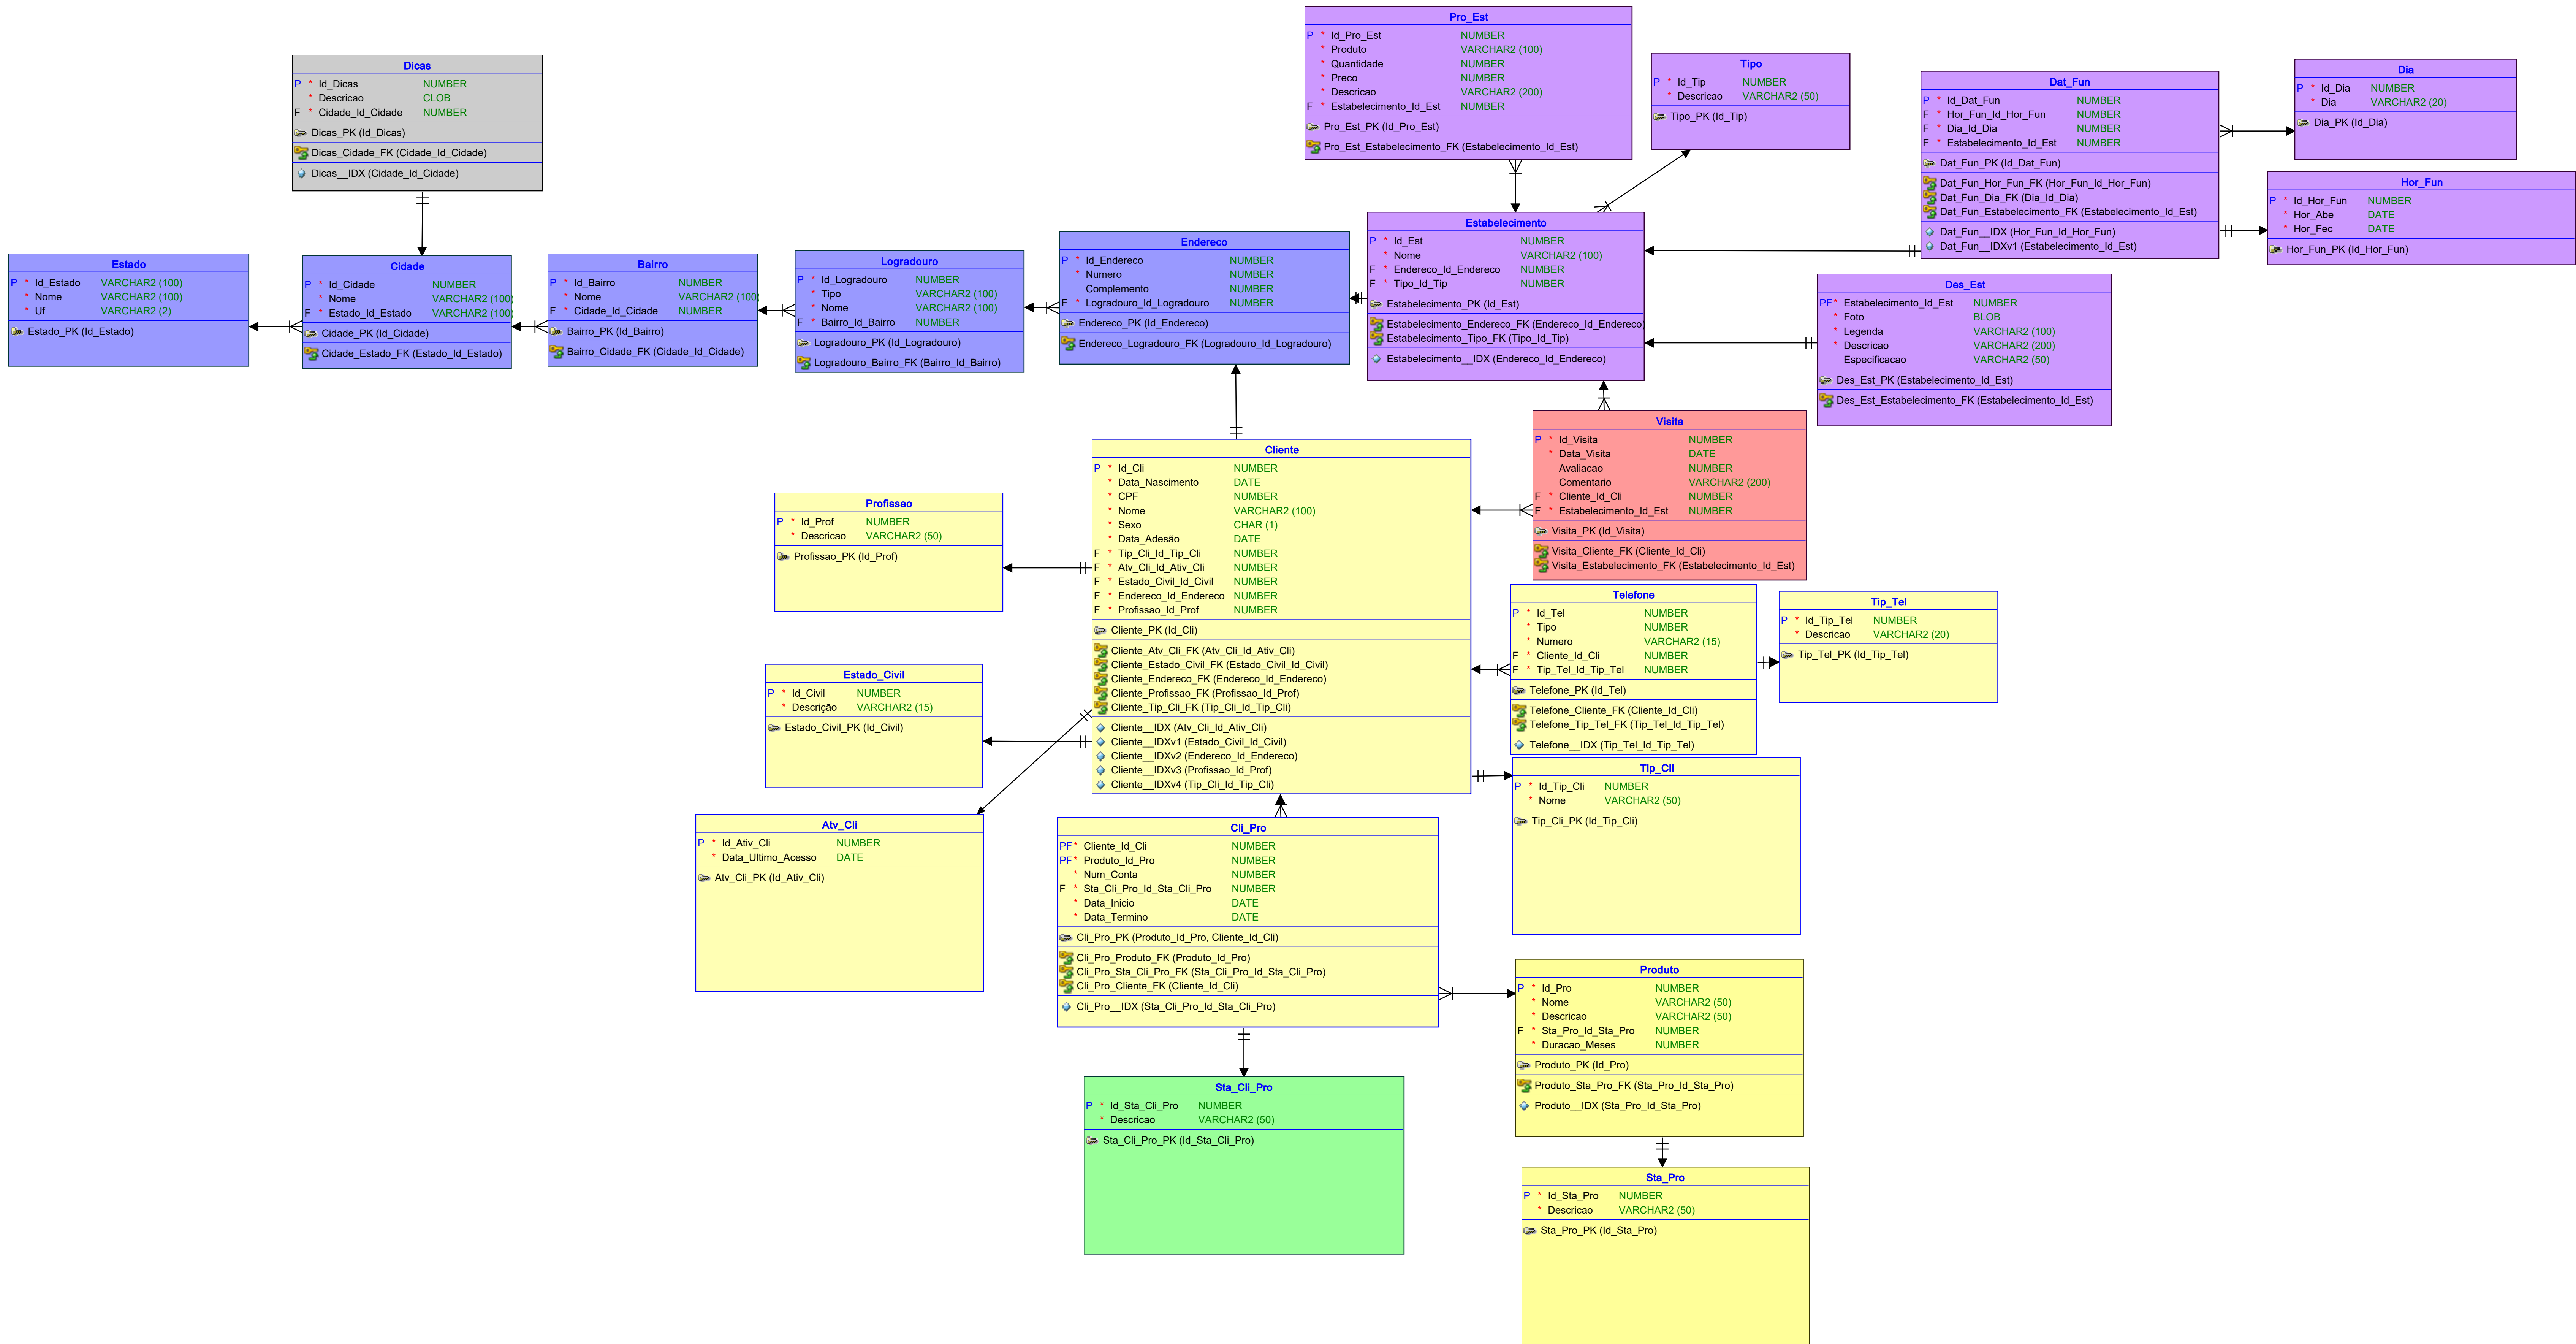 Pro_Est
P * Id_Pro_Est NUMBER
* Produto VARCHAR2 (100)
* Quantidade NUMBER
* Preco NUMBER
* Descricao VARCHAR2 (200)
F * Estabelecimento_Id_Est NUMBER
Pro_Est_PK (Id_Pro_Est)
Pro_Est_Estabelecimento_FK (Estabelecimento_Id_Est)
Tipo
P * Id_Tip NUMBER
* Descricao VARCHAR2 (50)
Tipo_PK (Id_Tip)
Dicas
P * Id_Dicas NUMBER
* Descricao CLOB
F * Cidade_Id_Cidade NUMBER
Dicas_PK (Id_Dicas)
Dicas_Cidade_FK (Cidade_Id_Cidade)
Dicas__IDX (Cidade_Id_Cidade)
Dat_Fun
P * Id_Dat_Fun NUMBER
F * Hor_Fun_Id_Hor_Fun NUMBER
F * Dia_Id_Dia NUMBER
F * Estabelecimento_Id_Est NUMBER
Dat_Fun_PK (Id_Dat_Fun)
Dat_Fun_Hor_Fun_FK (Hor_Fun_Id_Hor_Fun)
Dat_Fun_Dia_FK (Dia_Id_Dia)
Dat_Fun_Estabelecimento_FK (Estabelecimento_Id_Est)
Dat_Fun__IDX (Hor_Fun_Id_Hor_Fun)
Dat_Fun__IDXv1 (Estabelecimento_Id_Est)
Dia
P * Id_Dia NUMBER
* Dia VARCHAR2 (20)
Dia_PK (Id_Dia)
Hor_Fun
P * Id_Hor_Fun NUMBER
* Hor_Abe DATE
* Hor_Fec DATE
Hor_Fun_PK (Id_Hor_Fun)
Estado
P * Id_Estado VARCHAR2 (100)
* Nome VARCHAR2 (100)
* Uf VARCHAR2 (2)
Estado_PK (Id_Estado)
Cidade
P * Id_Cidade NUMBER
* Nome VARCHAR2 (100)
F * Estado_Id_Estado VARCHAR2 (100)
Cidade_PK (Id_Cidade)
Cidade_Estado_FK (Estado_Id_Estado)
Bairro
P * Id_Bairro NUMBER
* Nome VARCHAR2 (100)
F * Cidade_Id_Cidade NUMBER
Bairro_PK (Id_Bairro)
Bairro_Cidade_FK (Cidade_Id_Cidade)
Logradouro
P * Id_Logradouro NUMBER
* Tipo VARCHAR2 (100)
* Nome VARCHAR2 (100)
F * Bairro_Id_Bairro NUMBER
Logradouro_PK (Id_Logradouro)
Logradouro_Bairro_FK (Bairro_Id_Bairro)
Endereco
P * Id_Endereco NUMBER
* Numero NUMBER
Complemento NUMBER
F * Logradouro_Id_Logradouro NUMBER
Endereco_PK (Id_Endereco)
Endereco_Logradouro_FK (Logradouro_Id_Logradouro)
Estabelecimento
P * Id_Est NUMBER
* Nome VARCHAR2 (100)
F * Endereco_Id_Endereco NUMBER
F * Tipo_Id_Tip NUMBER
Estabelecimento_PK (Id_Est)
Estabelecimento_Endereco_FK (Endereco_Id_Endereco)
Estabelecimento_Tipo_FK (Tipo_Id_Tip)
Estabelecimento__IDX (Endereco_Id_Endereco)
Des_Est
PF * Estabelecimento_Id_Est NUMBER
* Foto BLOB
* Legenda VARCHAR2 (100)
* Descricao VARCHAR2 (200)
Especificacao VARCHAR2 (50)
Des_Est_PK (Estabelecimento_Id_Est)
Des_Est_Estabelecimento_FK (Estabelecimento_Id_Est)
Visita
P * Id_Visita NUMBER
* Data_Visita DATE
Avaliacao NUMBER
Comentario VARCHAR2 (200)
F * Cliente_Id_Cli NUMBER
F * Estabelecimento_Id_Est NUMBER
Visita_PK (Id_Visita)
Visita_Cliente_FK (Cliente_Id_Cli)
Visita_Estabelecimento_FK (Estabelecimento_Id_Est)
Cliente
P * Id_Cli NUMBER
* Data_Nascimento DATE
* CPF NUMBER
* Nome VARCHAR2 (100)
* Sexo CHAR (1)
* Data_Adesão DATE
F * Tip_Cli_Id_Tip_Cli NUMBER
F * Atv_Cli_Id_Ativ_Cli NUMBER
F * Estado_Civil_Id_Civil NUMBER
F * Endereco_Id_Endereco NUMBER
F * Profissao_Id_Prof NUMBER
Cliente_PK (Id_Cli)
Cliente_Atv_Cli_FK (Atv_Cli_Id_Ativ_Cli)
Cliente_Estado_Civil_FK (Estado_Civil_Id_Civil)
Cliente_Endereco_FK (Endereco_Id_Endereco)
Cliente_Profissao_FK (Profissao_Id_Prof)
Cliente_Tip_Cli_FK (Tip_Cli_Id_Tip_Cli)
Cliente__IDX (Atv_Cli_Id_Ativ_Cli)
Cliente__IDXv1 (Estado_Civil_Id_Civil)
Cliente__IDXv2 (Endereco_Id_Endereco)
Cliente__IDXv3 (Profissao_Id_Prof)
Cliente__IDXv4 (Tip_Cli_Id_Tip_Cli)
Profissao
P * Id_Prof NUMBER
* Descricao VARCHAR2 (50)
Profissao_PK (Id_Prof)
Telefone
P * Id_Tel NUMBER
* Tipo NUMBER
* Numero VARCHAR2 (15)
F * Cliente_Id_Cli NUMBER
F * Tip_Tel_Id_Tip_Tel NUMBER
Telefone_PK (Id_Tel)
Telefone_Cliente_FK (Cliente_Id_Cli)
Telefone_Tip_Tel_FK (Tip_Tel_Id_Tip_Tel)
Telefone__IDX (Tip_Tel_Id_Tip_Tel)
Tip_Tel
P * Id_Tip_Tel NUMBER
* Descricao VARCHAR2 (20)
Tip_Tel_PK (Id_Tip_Tel)
Estado_Civil
P * Id_Civil NUMBER
* Descrição VARCHAR2 (15)
Estado_Civil_PK (Id_Civil)
Tip_Cli
P * Id_Tip_Cli NUMBER
* Nome VARCHAR2 (50)
Tip_Cli_PK (Id_Tip_Cli)
Atv_Cli
P * Id_Ativ_Cli NUMBER
* Data_Ultimo_Acesso DATE
Atv_Cli_PK (Id_Ativ_Cli)
Cli_Pro
PF * Cliente_Id_Cli NUMBER
PF * Produto_Id_Pro NUMBER
* Num_Conta NUMBER
F * Sta_Cli_Pro_Id_Sta_Cli_Pro NUMBER
* Data_Inicio DATE
* Data_Termino DATE
Cli_Pro_PK (Produto_Id_Pro, Cliente_Id_Cli)
Cli_Pro_Produto_FK (Produto_Id_Pro)
Cli_Pro_Sta_Cli_Pro_FK (Sta_Cli_Pro_Id_Sta_Cli_Pro)
Cli_Pro_Cliente_FK (Cliente_Id_Cli)
Cli_Pro__IDX (Sta_Cli_Pro_Id_Sta_Cli_Pro)
Produto
P * Id_Pro NUMBER
* Nome VARCHAR2 (50)
* Descricao VARCHAR2 (50)
F * Sta_Pro_Id_Sta_Pro NUMBER
* Duracao_Meses NUMBER
Produto_PK (Id_Pro)
Produto_Sta_Pro_FK (Sta_Pro_Id_Sta_Pro)
Produto__IDX (Sta_Pro_Id_Sta_Pro)
Sta_Cli_Pro
P * Id_Sta_Cli_Pro NUMBER
* Descricao VARCHAR2 (50)
Sta_Cli_Pro_PK (Id_Sta_Cli_Pro)
Sta_Pro
P * Id_Sta_Pro NUMBER
* Descricao VARCHAR2 (50)
Sta_Pro_PK (Id_Sta_Pro)